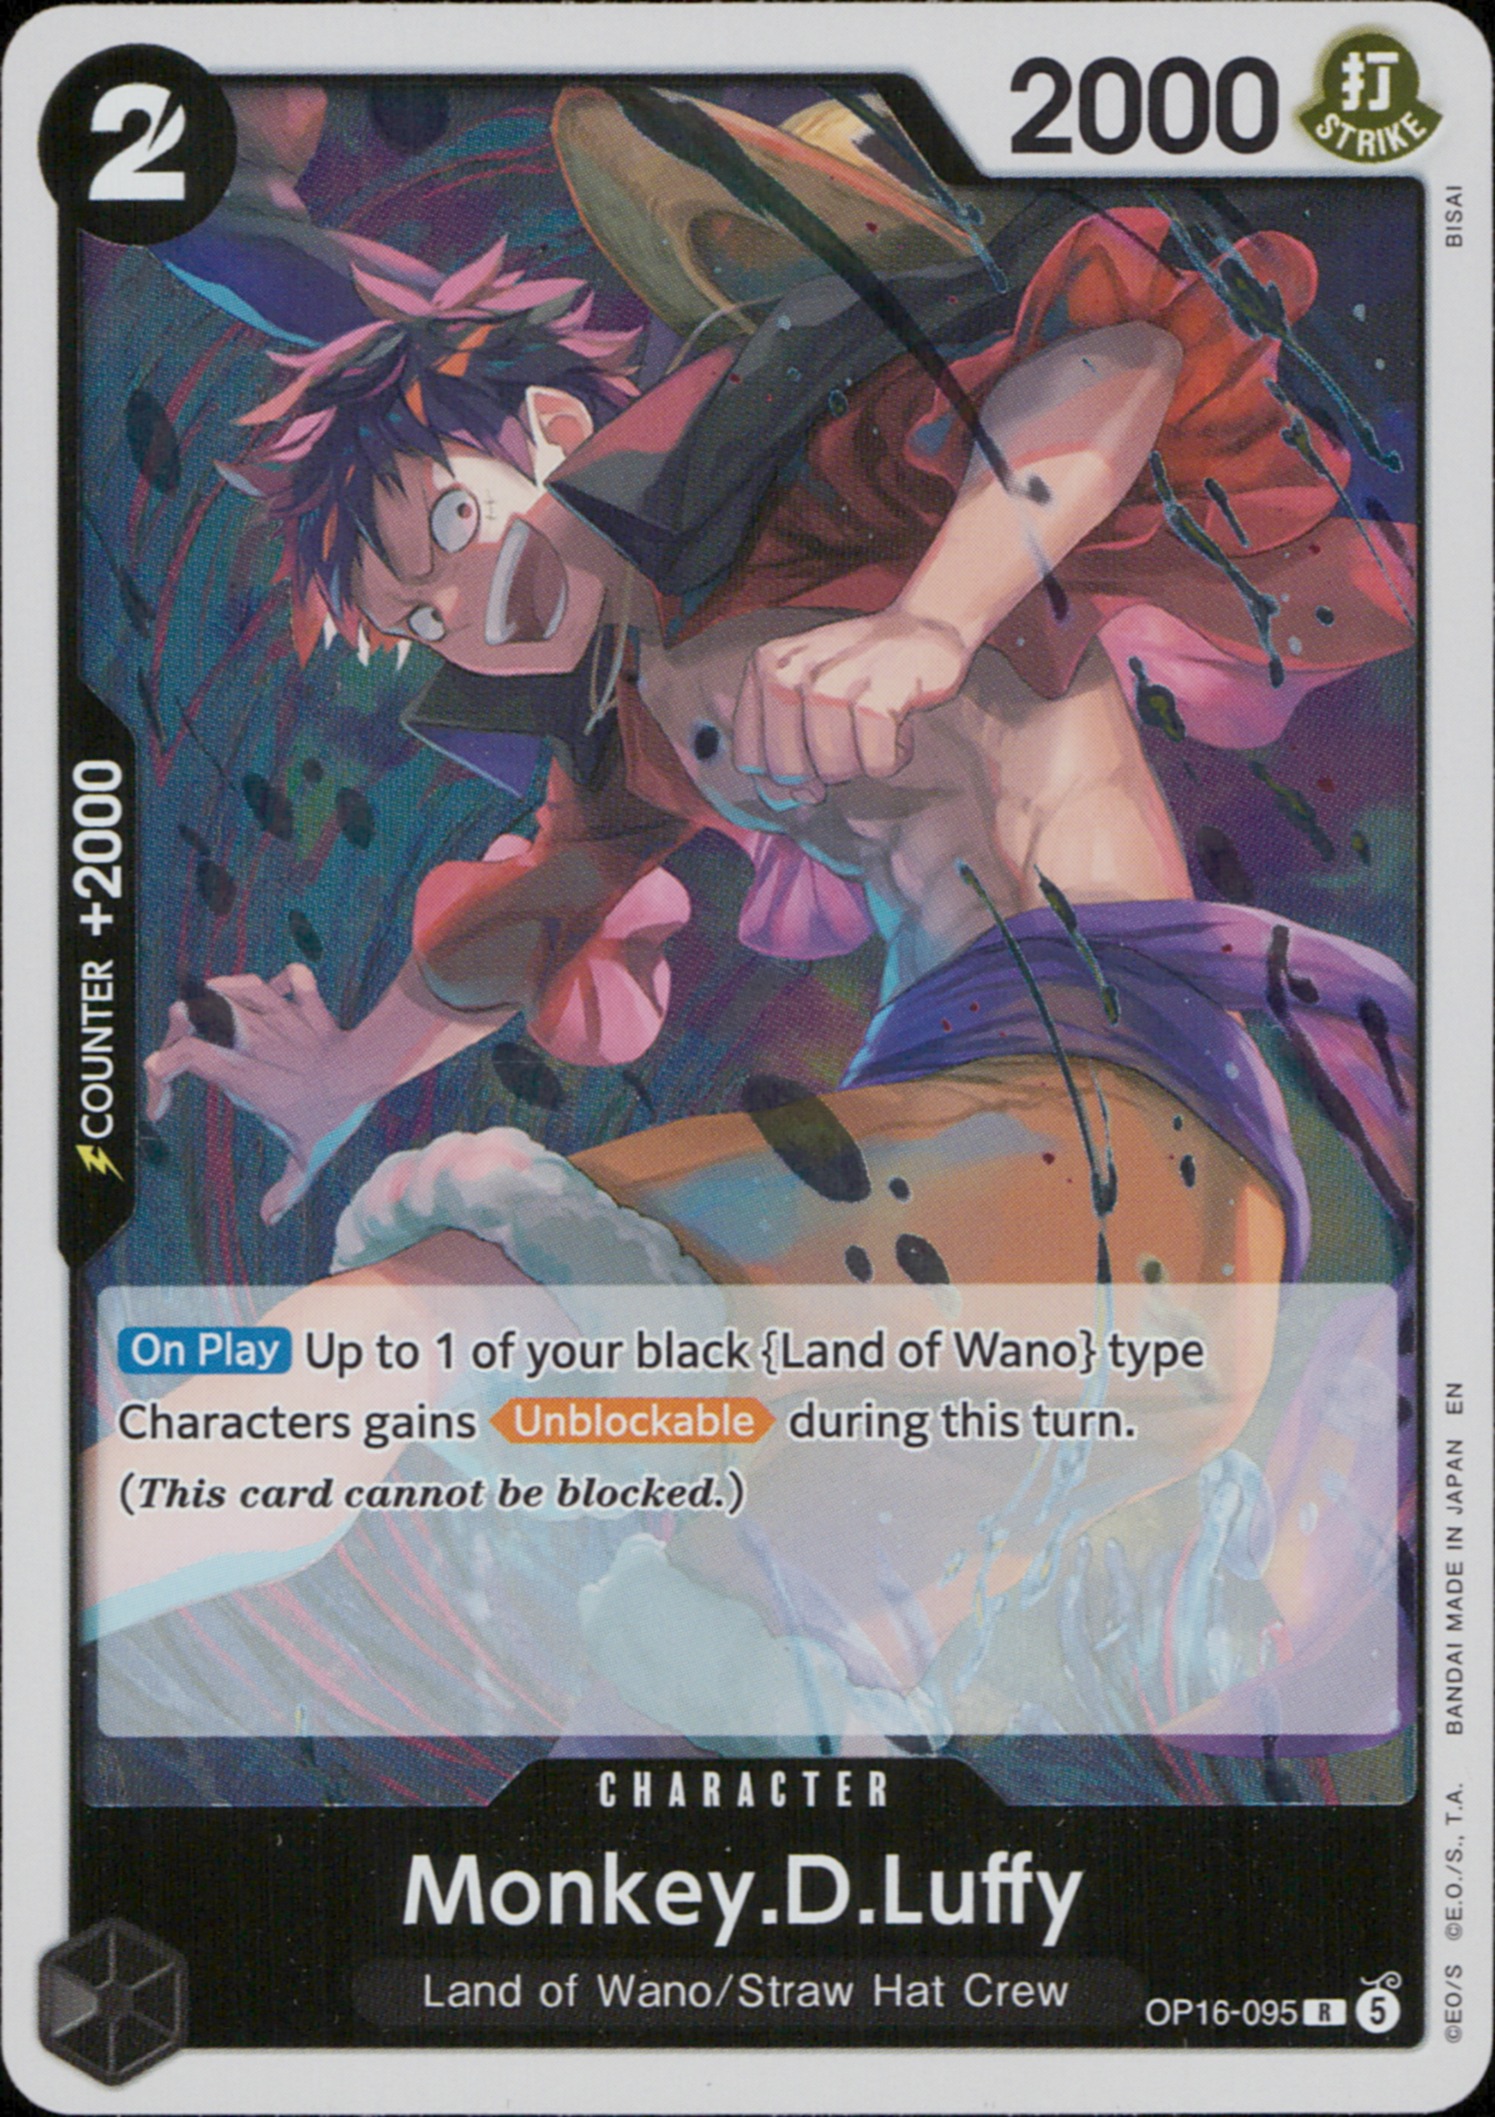 2
2000
打
STRIKE
BISAI
COUNTER +2000
On Play Up to 1 of your black {Land of Wano} type
Characters gains Unblockable during this turn.
(This card cannot be blocked.)
CHARACTER
Monkey.D.Luffy
Land of Wano/Straw Hat Crew
OP16-095 R 5
©EO/S ©E.O./S., T.A. BANDAI MADE IN JAPAN EN